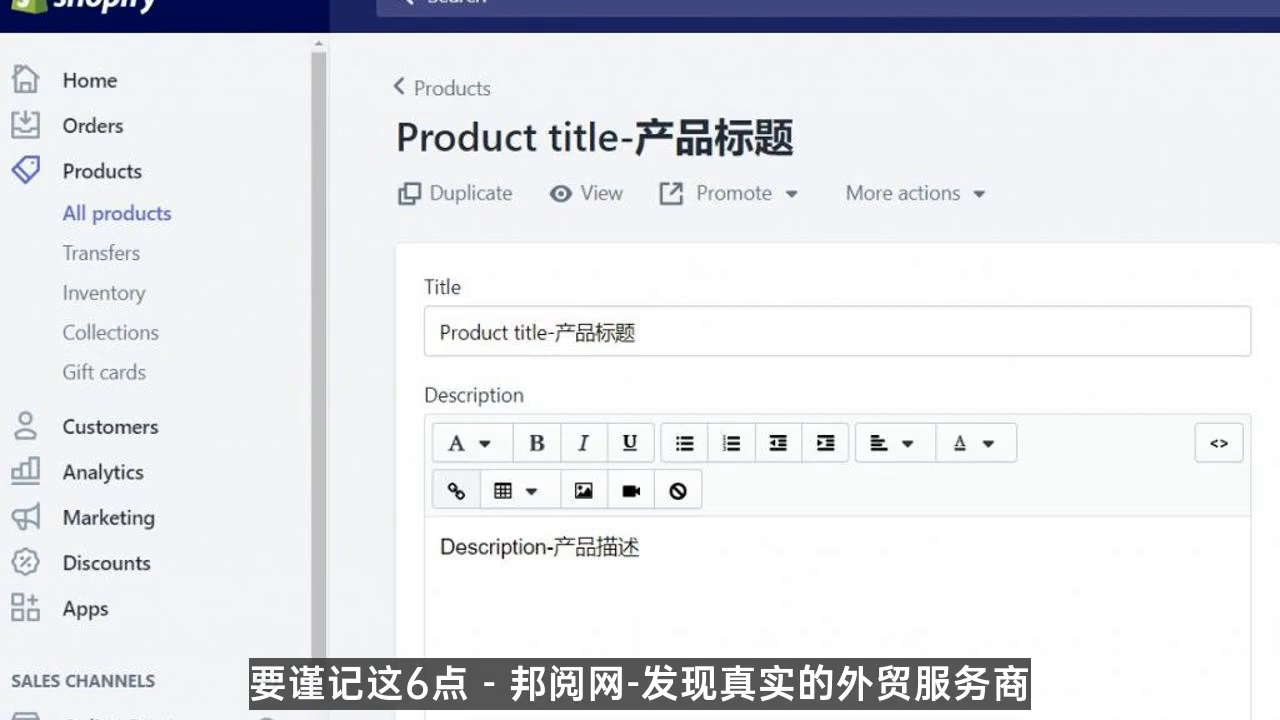 shopify
Search
Home
Orders
Products
All products
Transfers
Inventory
Collections
Gift cards
Customers
Analytics
Marketing
Discounts
Apps
SALES CHANNELS
Products
Product title-产品标题
Duplicate View Promote More actions
Title
Product title-产品标题
Description
A B I U A <>
Description-产品描述
要谨记这6点 - 邦阅网-发现真实的外贸服务商